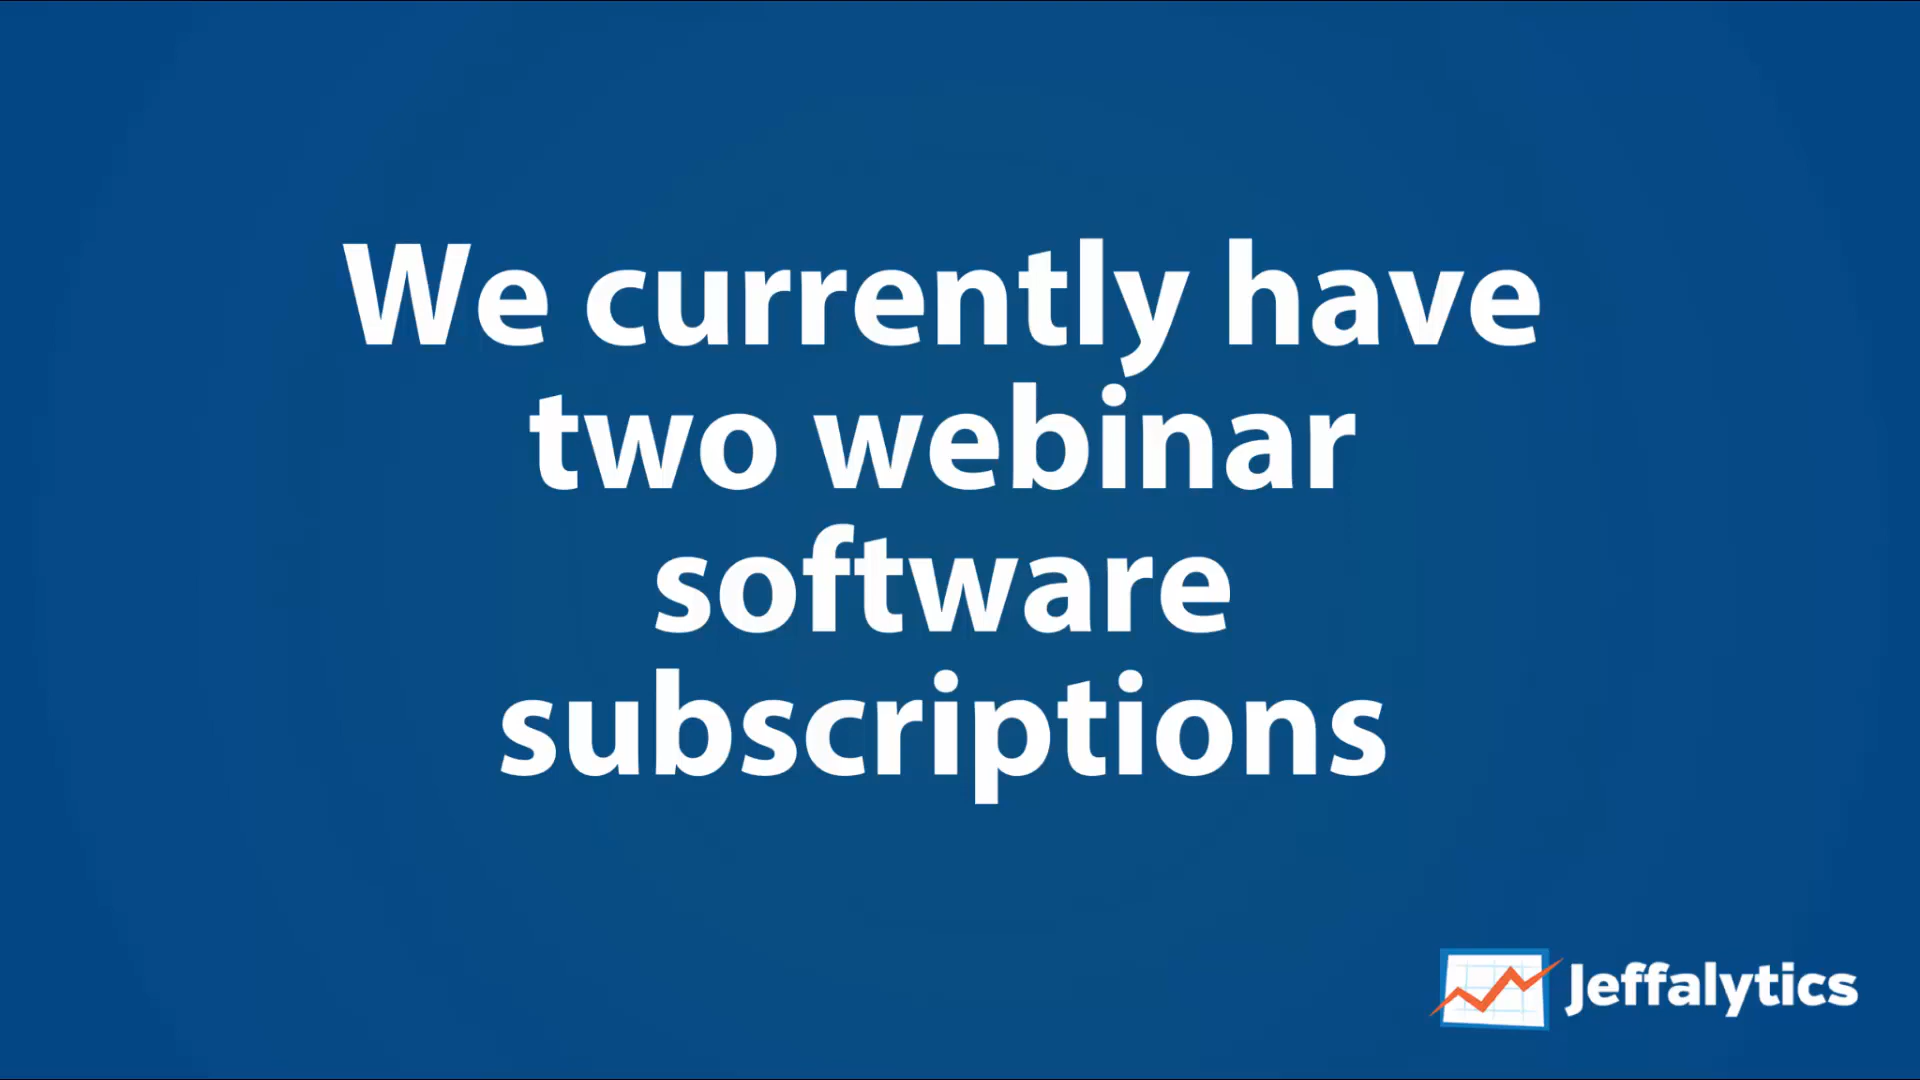 We currently have
two webinar
software
subscriptions
Jeffalytics